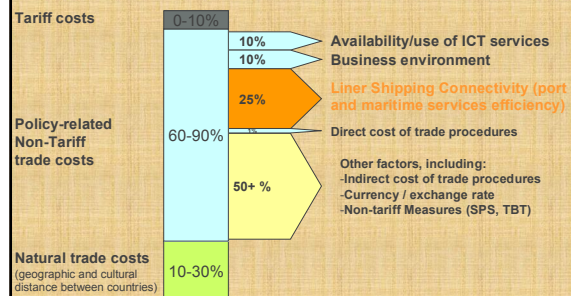 Tariff costs
0-10%
10%
Availability/use of ICT services
10%
Business environment
25%
Liner Shipping Connectivity (port
and maritime services efficiency)
Policy-related
Non-Tariff
trade costs
60-90%
1%
Direct cost of trade procedures
50+ %
Other factors, including:
-Indirect cost of trade procedures
-Currency / exchange rate
-Non-tariff Measures (SPS, TBT)
Natural trade costs
(geographic and cultural
distance between countries)
10-30%